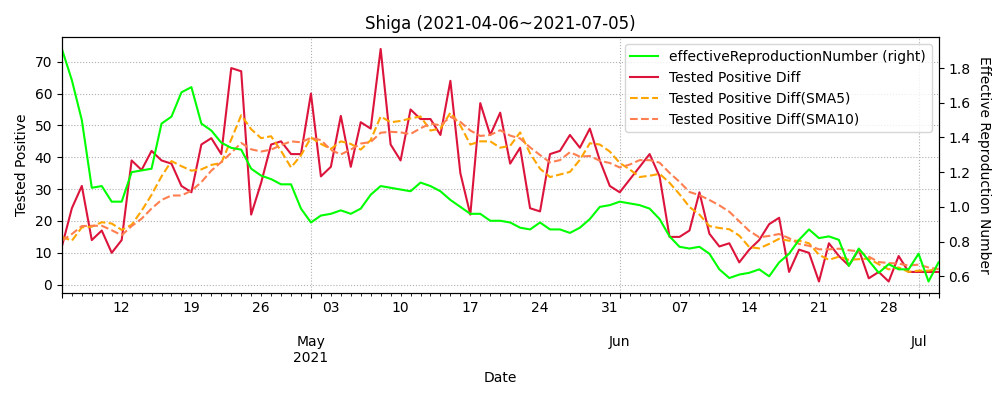 Shiga (2021-04-06~2021-07-05)
effectiveReproductionNumber (right)
Tested Positive Diff
Tested Positive Diff(SMA5)
Tested Positive Diff(SMA10)
Tested Positive
70
60
50
40
30
20
10
0
1.8
1.6
1.4
1.2
1.0
0.8
0.6
Effective Reproduction Number
12 19 26 03 10 17 24 31 07 14 21 28
May Jun Jul
2021
Date